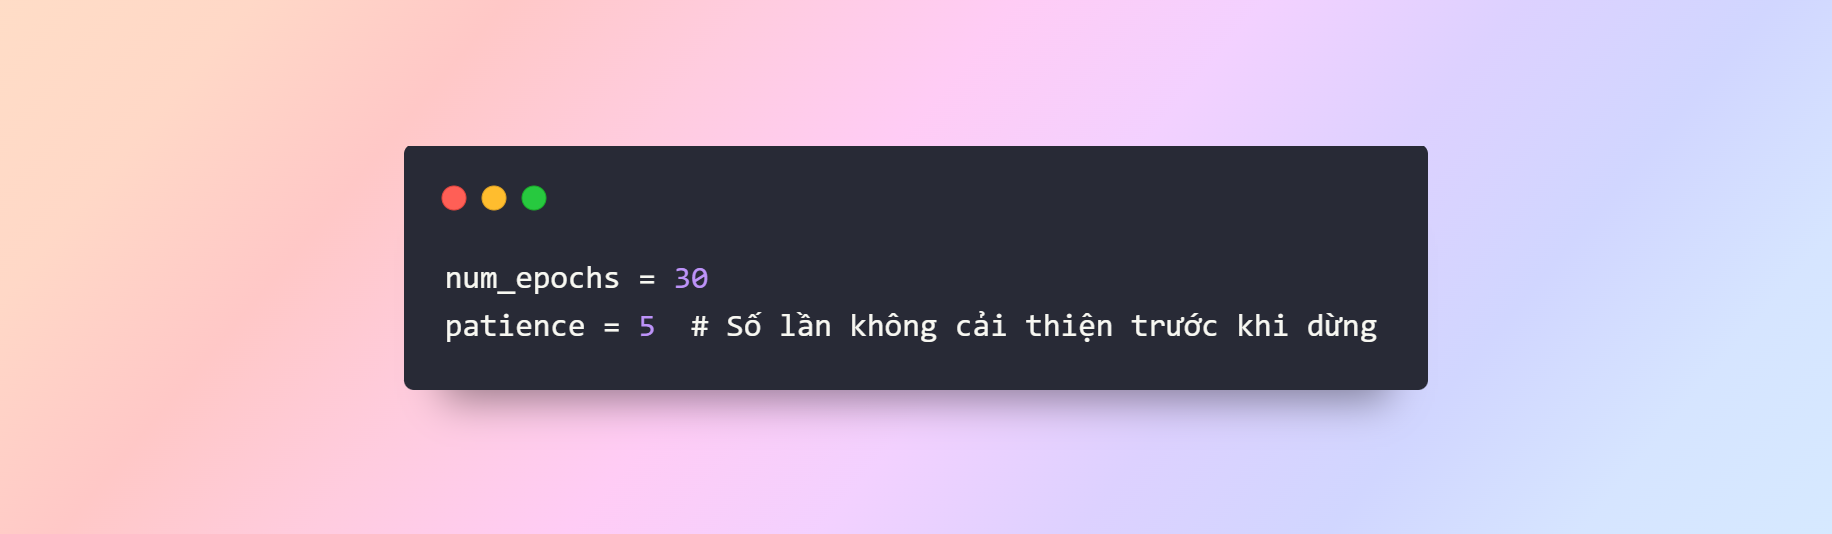 num_epochs = 30
patience = 5  # Số lần không cải thiện trước khi dừng